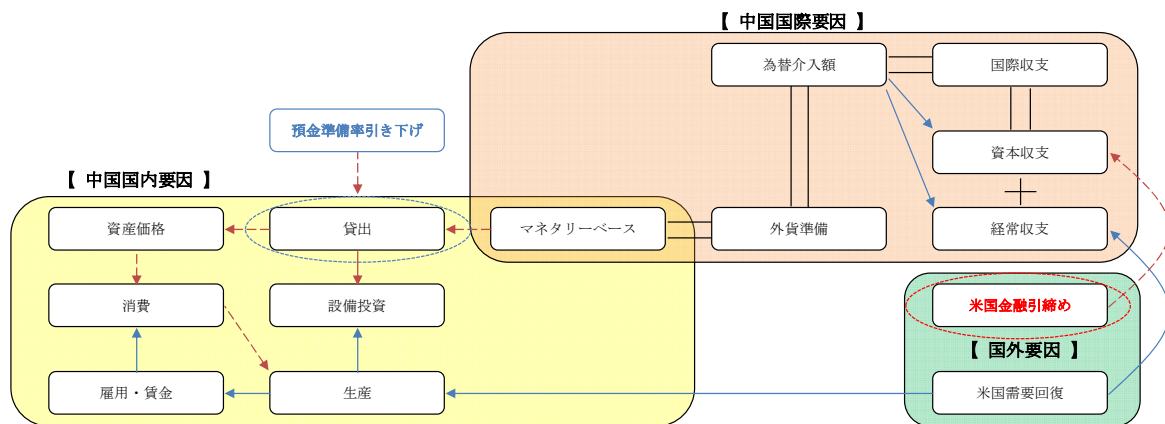 【 中国国際要因 】
為替介入額
国際収支
預金準備率引き下げ
資本収支
【 中国国内要因 】
資産価格
貸出
マネタリーベース
外貨準備
経常収支
消費
設備投資
米国金融引締め
【 国外要因 】
雇用・賃金
生産
米国需要回復